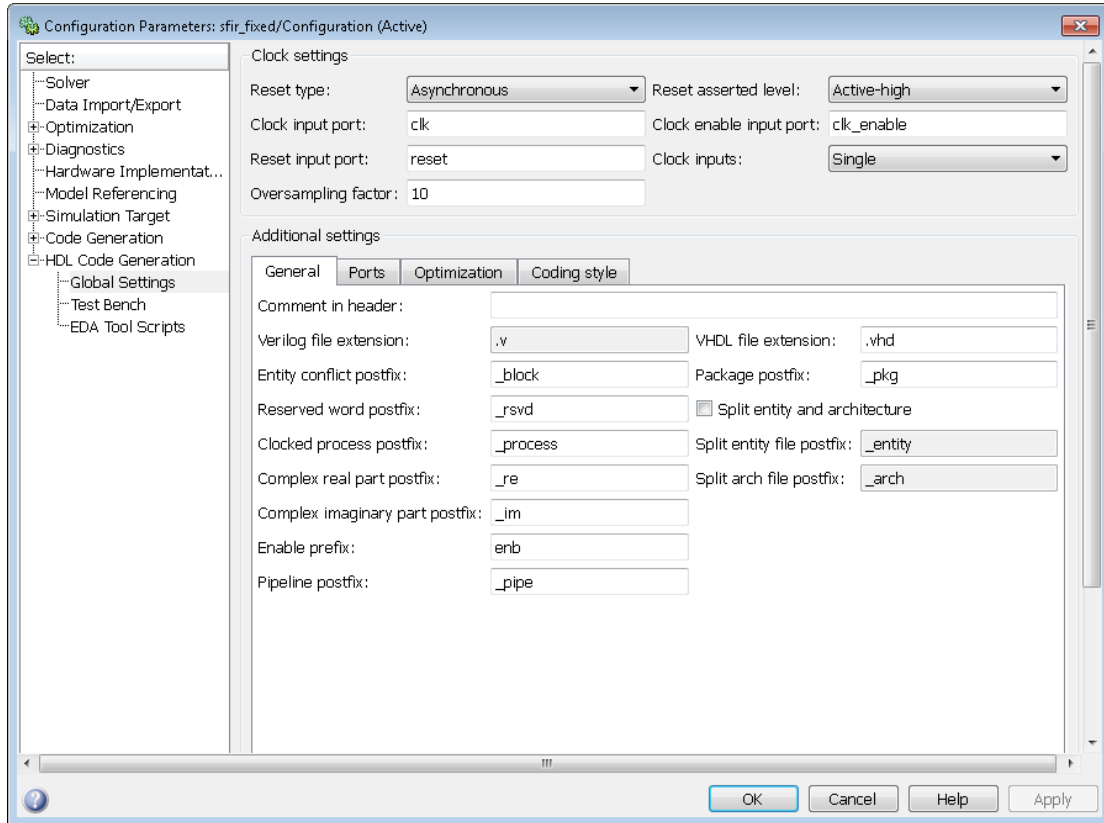 Configuration Parameters: sfir_fixed/Configuration (Active)
Select:
Solver
Data Import/Export
Optimization
Diagnostics
Hardware Implementat...
Model Referencing
Simulation Target
Code Generation
HDL Code Generation
Global Settings
Test Bench
EDA Tool Scripts
Clock settings
Reset type: Asynchronous Reset asserted level: Active-high
Clock input port: clk Clock enable input port: clk_enable
Reset input port: reset Clock inputs: Single
Oversampling factor: 10
Additional settings
General Ports Optimization Coding style
Comment in header:
Verilog file extension: .v VHDL file extension: .vhd
Entity conflict postfix: _block Package postfix: _pkg
Reserved word postfix: _rsvd Split entity and architecture
Clocked process postfix: _process Split entity file postfix: _entity
Complex real part postfix: _re Split arch file postfix: _arch
Complex imaginary part postfix: _im
Enable prefix: enb
Pipeline postfix: _pipe
OK Cancel Help Apply